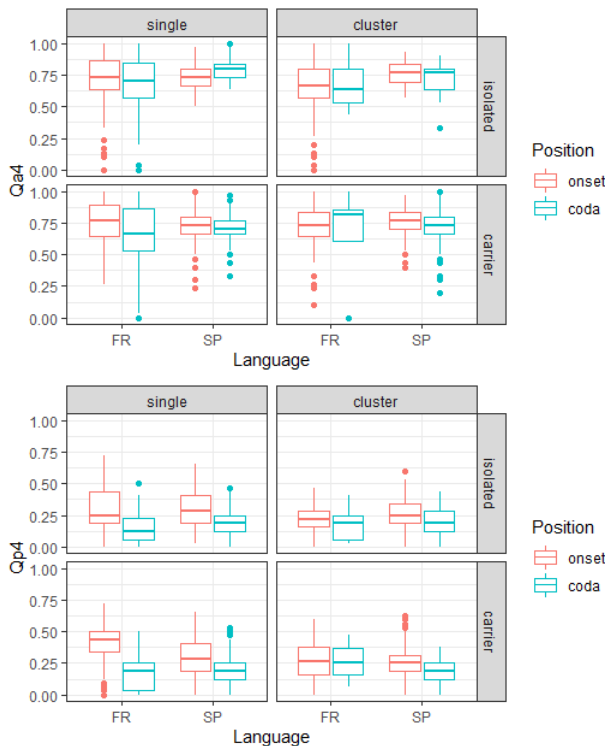 single cluster
1.00
0.75
0.50
0.25
0.00
isolated
Qa4
1.00
0.75
0.50
0.25
0.00
carrier
FR SP FR SP
Language
Position
onset
coda
single cluster
1.00
0.75
0.50
0.25
0.00
isolated
Qp4
1.00
0.75
0.50
0.25
0.00
carrier
FR SP FR SP
Language
Position
onset
coda